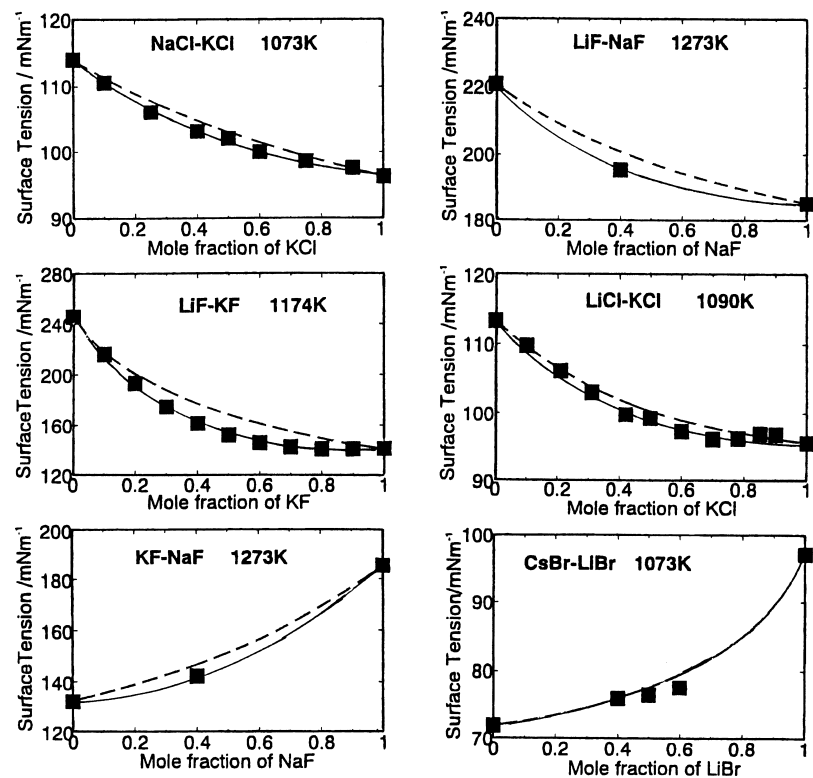 Surface Tension / mNm-1
NaCl-KCl 1073K
120
110
100
90
0 0.2 0.4 0.6 0.8 1
Mole fraction of KCl
Surface Tension /mNm-1
LiF-NaF 1273K
240
220
200
180
0 0.2 0.4 0.6 0.8 1
Mole fraction of NaF
SurfaceTension /mNm-1
LiF-KF 1174K
280
240
200
160
120
0 0.2 0.4 0.6 0.8 1
Mole fraction of KF
SurfaceTension /mNm-1
LiCl-KCl 1090K
120
110
100
90
0 0.2 0.4 0.6 0.8 1
Mole fraction of KCl
SurfaceTension /mNm-1
KF-NaF 1273K
200
180
160
140
120
0 0.2 0.4 0.6 0.8 1
Mole fraction of NaF
SurfaceTension/mNm-1
CsBr-LiBr 1073K
100
90
80
70
0 0.2 0.4 0.6 0.8 1
Mole fraction of LiBr